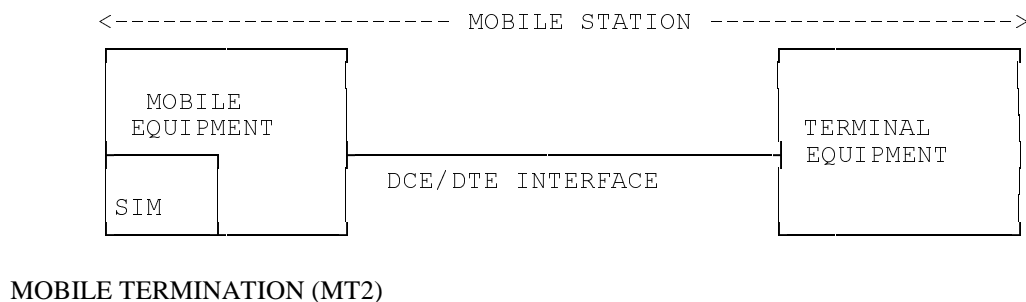 <--------------------- MOBILE STATION ------------------->
MOBILE
EQUIPMENT
TERMINAL
EQUIPMENT
DCE/DTE INTERFACE
SIM
MOBILE TERMINATION (MT2)